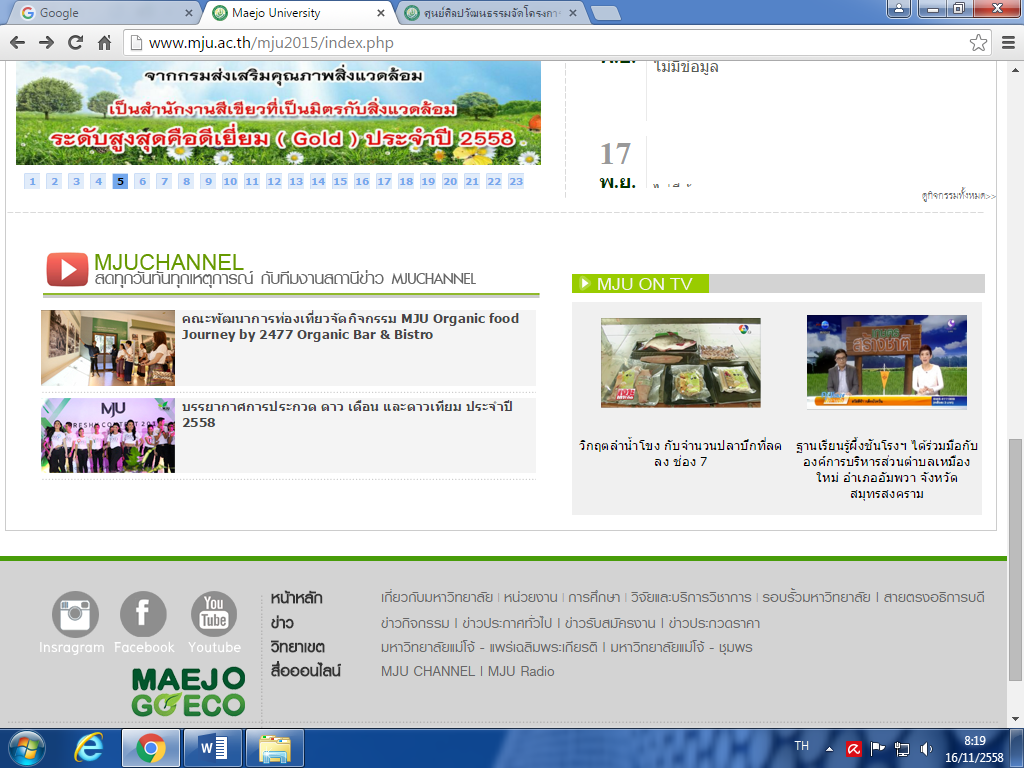 Google
Maejo University
ศูนย์ศิลปวัฒนธรรมจัดโครงกา
www.mju.ac.th/mju2015/index.php
จากกรมส่งเสริมคุณภาพสิ่งแวดล้อม
เป็นสำนักงานสีเขียวที่เป็นมิตรกับสิ่งแวดล้อม
ระดับสูงสุดคือดีเยี่ยม ( Gold ) ประจำปี 2558
1 2 3 4 5 6 7 8 9 10 11 12 13 14 15 16 17 18 19 20 21 22 23
พ.ย.
ไม่มีข้อมูล
17
พ.ย.
ดูกิจกรรมทั้งหมด>>
MJUCHANNEL
สดทุกวันทันทุกเหตุการณ์ กับทีมงานสถานีข่าว MJUCHANNEL
คณะพัฒนาการท่องเที่ยวจัดกิจกรรม MJU Organic food
Journey by 2477 Organic Bar & Bistro
MJU
บรรยากาศการประกวด ดาว เดือน และดาวเทียม ประจำปี
2558
MJU ON TV
วิกฤตลำน้ำโขง กับจำนวนปลาบึกที่ลด
ลง ช่อง 7
ฐานเรียนรู้ผึ้งชันโรงฯ ได้ร่วมมือกับ
องค์การบริหารส่วนตำบลเหมือง
ใหม่ อำเภออัมพวา จังหวัด
สมุทรสงคราม
Insragram Facebook Youtube
You
Tube
MAEJO
GO ECO
หน้าหลัก เกี่ยวกับมหาวิทยาลัย | หน่วยงาน | การศึกษา | วิจัยและบริการวิชาการ | รอบรั้วมหาวิทยาลัย | สายตรงอธิการบดี
ข่าว ข่าวกิจกรรม | ข่าวประกาศทั่วไป | ข่าวรับสมัครงาน | ข่าวประกวดราคา
วิทยาเขต มหาวิทยาลัยแม่โจ้ - แพร่เฉลิมพระเกียรติ | มหาวิทยาลัยแม่โจ้ - ชุมพร
สื่อออนไลน์ MJU CHANNEL | MJU Radio
TH
8:19
16/11/2558